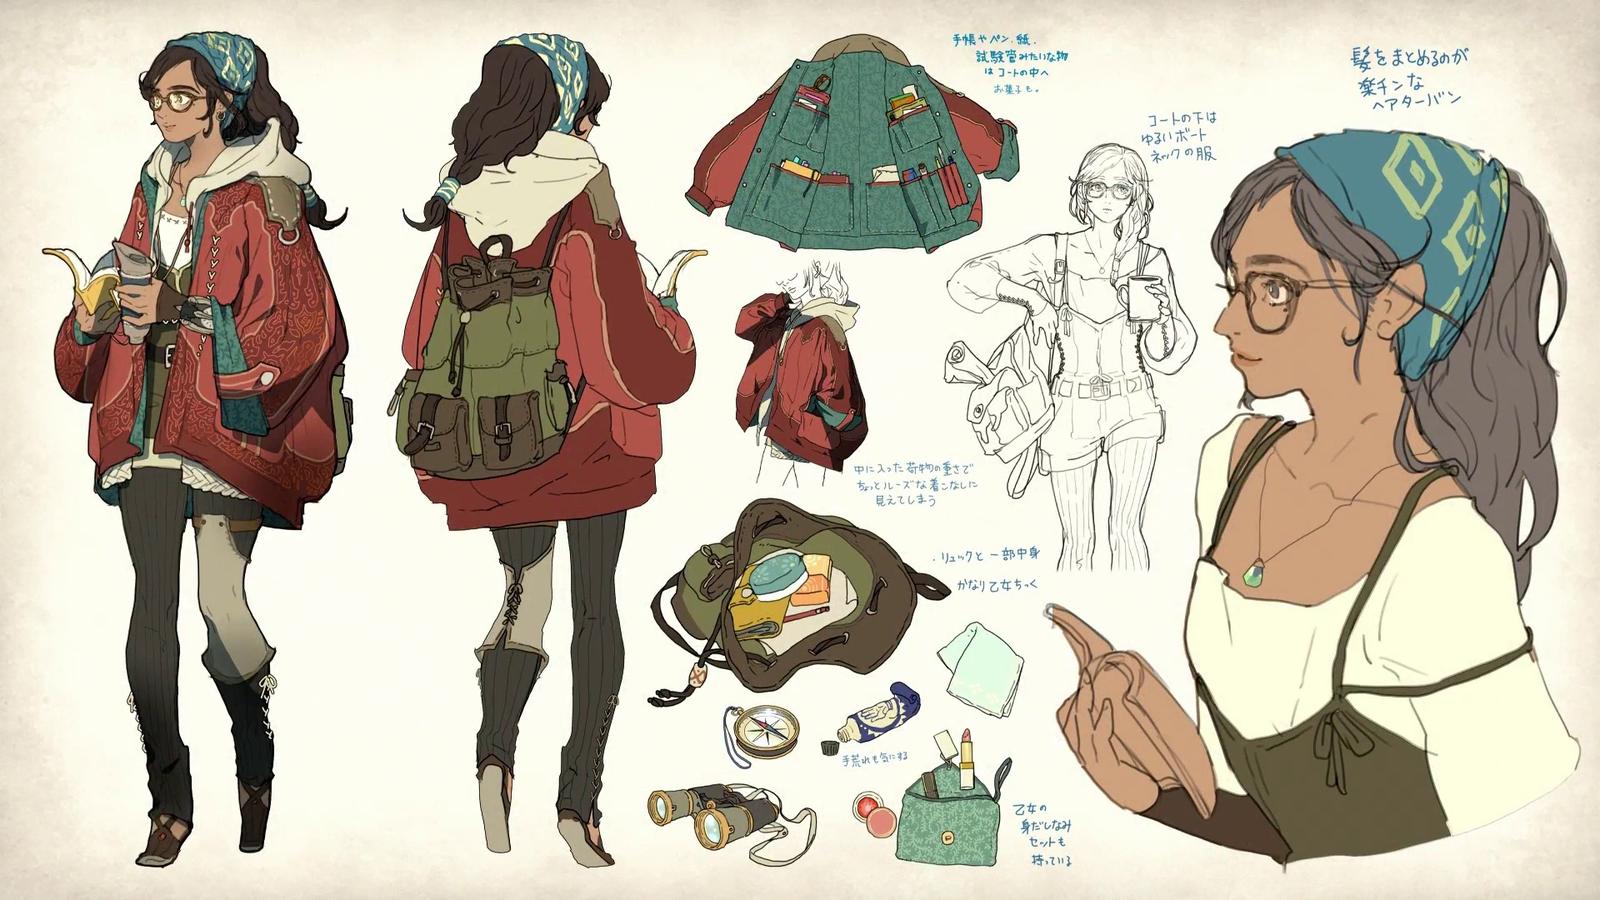 手帳やペン、紙、
試験管みたいな物
はコートの中へ
お菓子も。
髪をまとめるのが
楽チンな
ヘアターバン
コートの下は
ゆるいボート
ネックの服
中に入った荷物の重さで
ちょっとルーズな着こなしに
見えてしまう
・リュックと一部中身
かなり乙女ちっく
手荒れも気にする
乙女の
身だしなみ
セットも
持っている